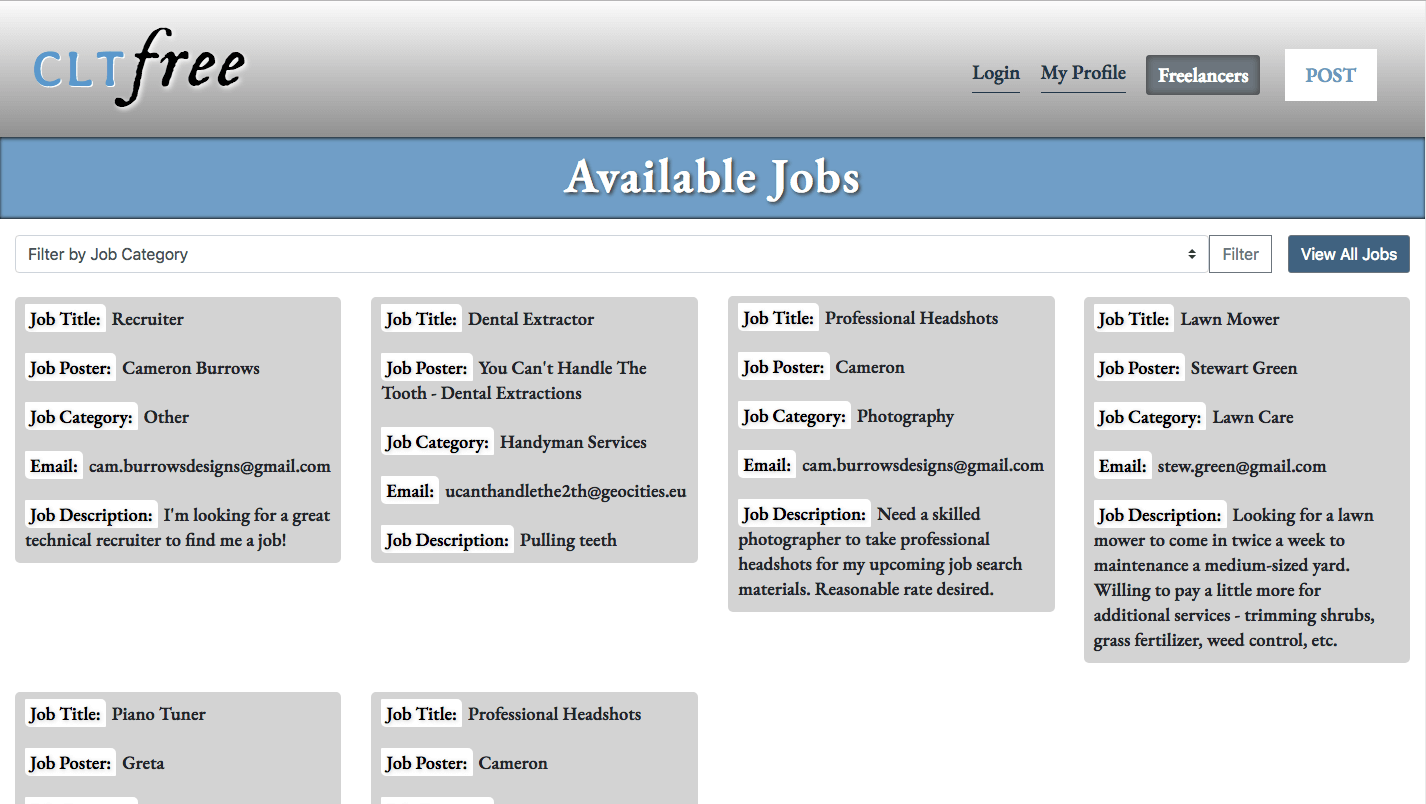 CLTfree
Login
My Profile
Freelancers
POST
Available Jobs
Filter by Job Category
Filter
View All Jobs
Job Title: Recruiter
Job Poster: Cameron Burrows
Job Category: Other
Email: cam.burrowsdesigns@gmail.com
Job Description: I'm looking for a great
technical recruiter to find me a job!
Job Title: Dental Extractor
Job Poster: You Can't Handle The
Tooth - Dental Extractions
Job Category: Handyman Services
Email: ucanthandlethe2th@geocities.eu
Job Description: Pulling teeth
Job Title: Professional Headshots
Job Poster: Cameron
Job Category: Photography
Email: cam.burrowsdesigns@gmail.com
Job Description: Need a skilled
photographer to take professional
headshots for my upcoming job search
materials. Reasonable rate desired.
Job Title: Lawn Mower
Job Poster: Stewart Green
Job Category: Lawn Care
Email: stew.green@gmail.com
Job Description: Looking for a lawn
mower to come in twice a week to
maintenance a medium-sized yard.
Willing to pay a little more for
additional services - trimming shrubs,
grass fertilizer, weed control, etc.
Job Title: Piano Tuner
Job Poster: Greta
Job Title: Professional Headshots
Job Poster: Cameron